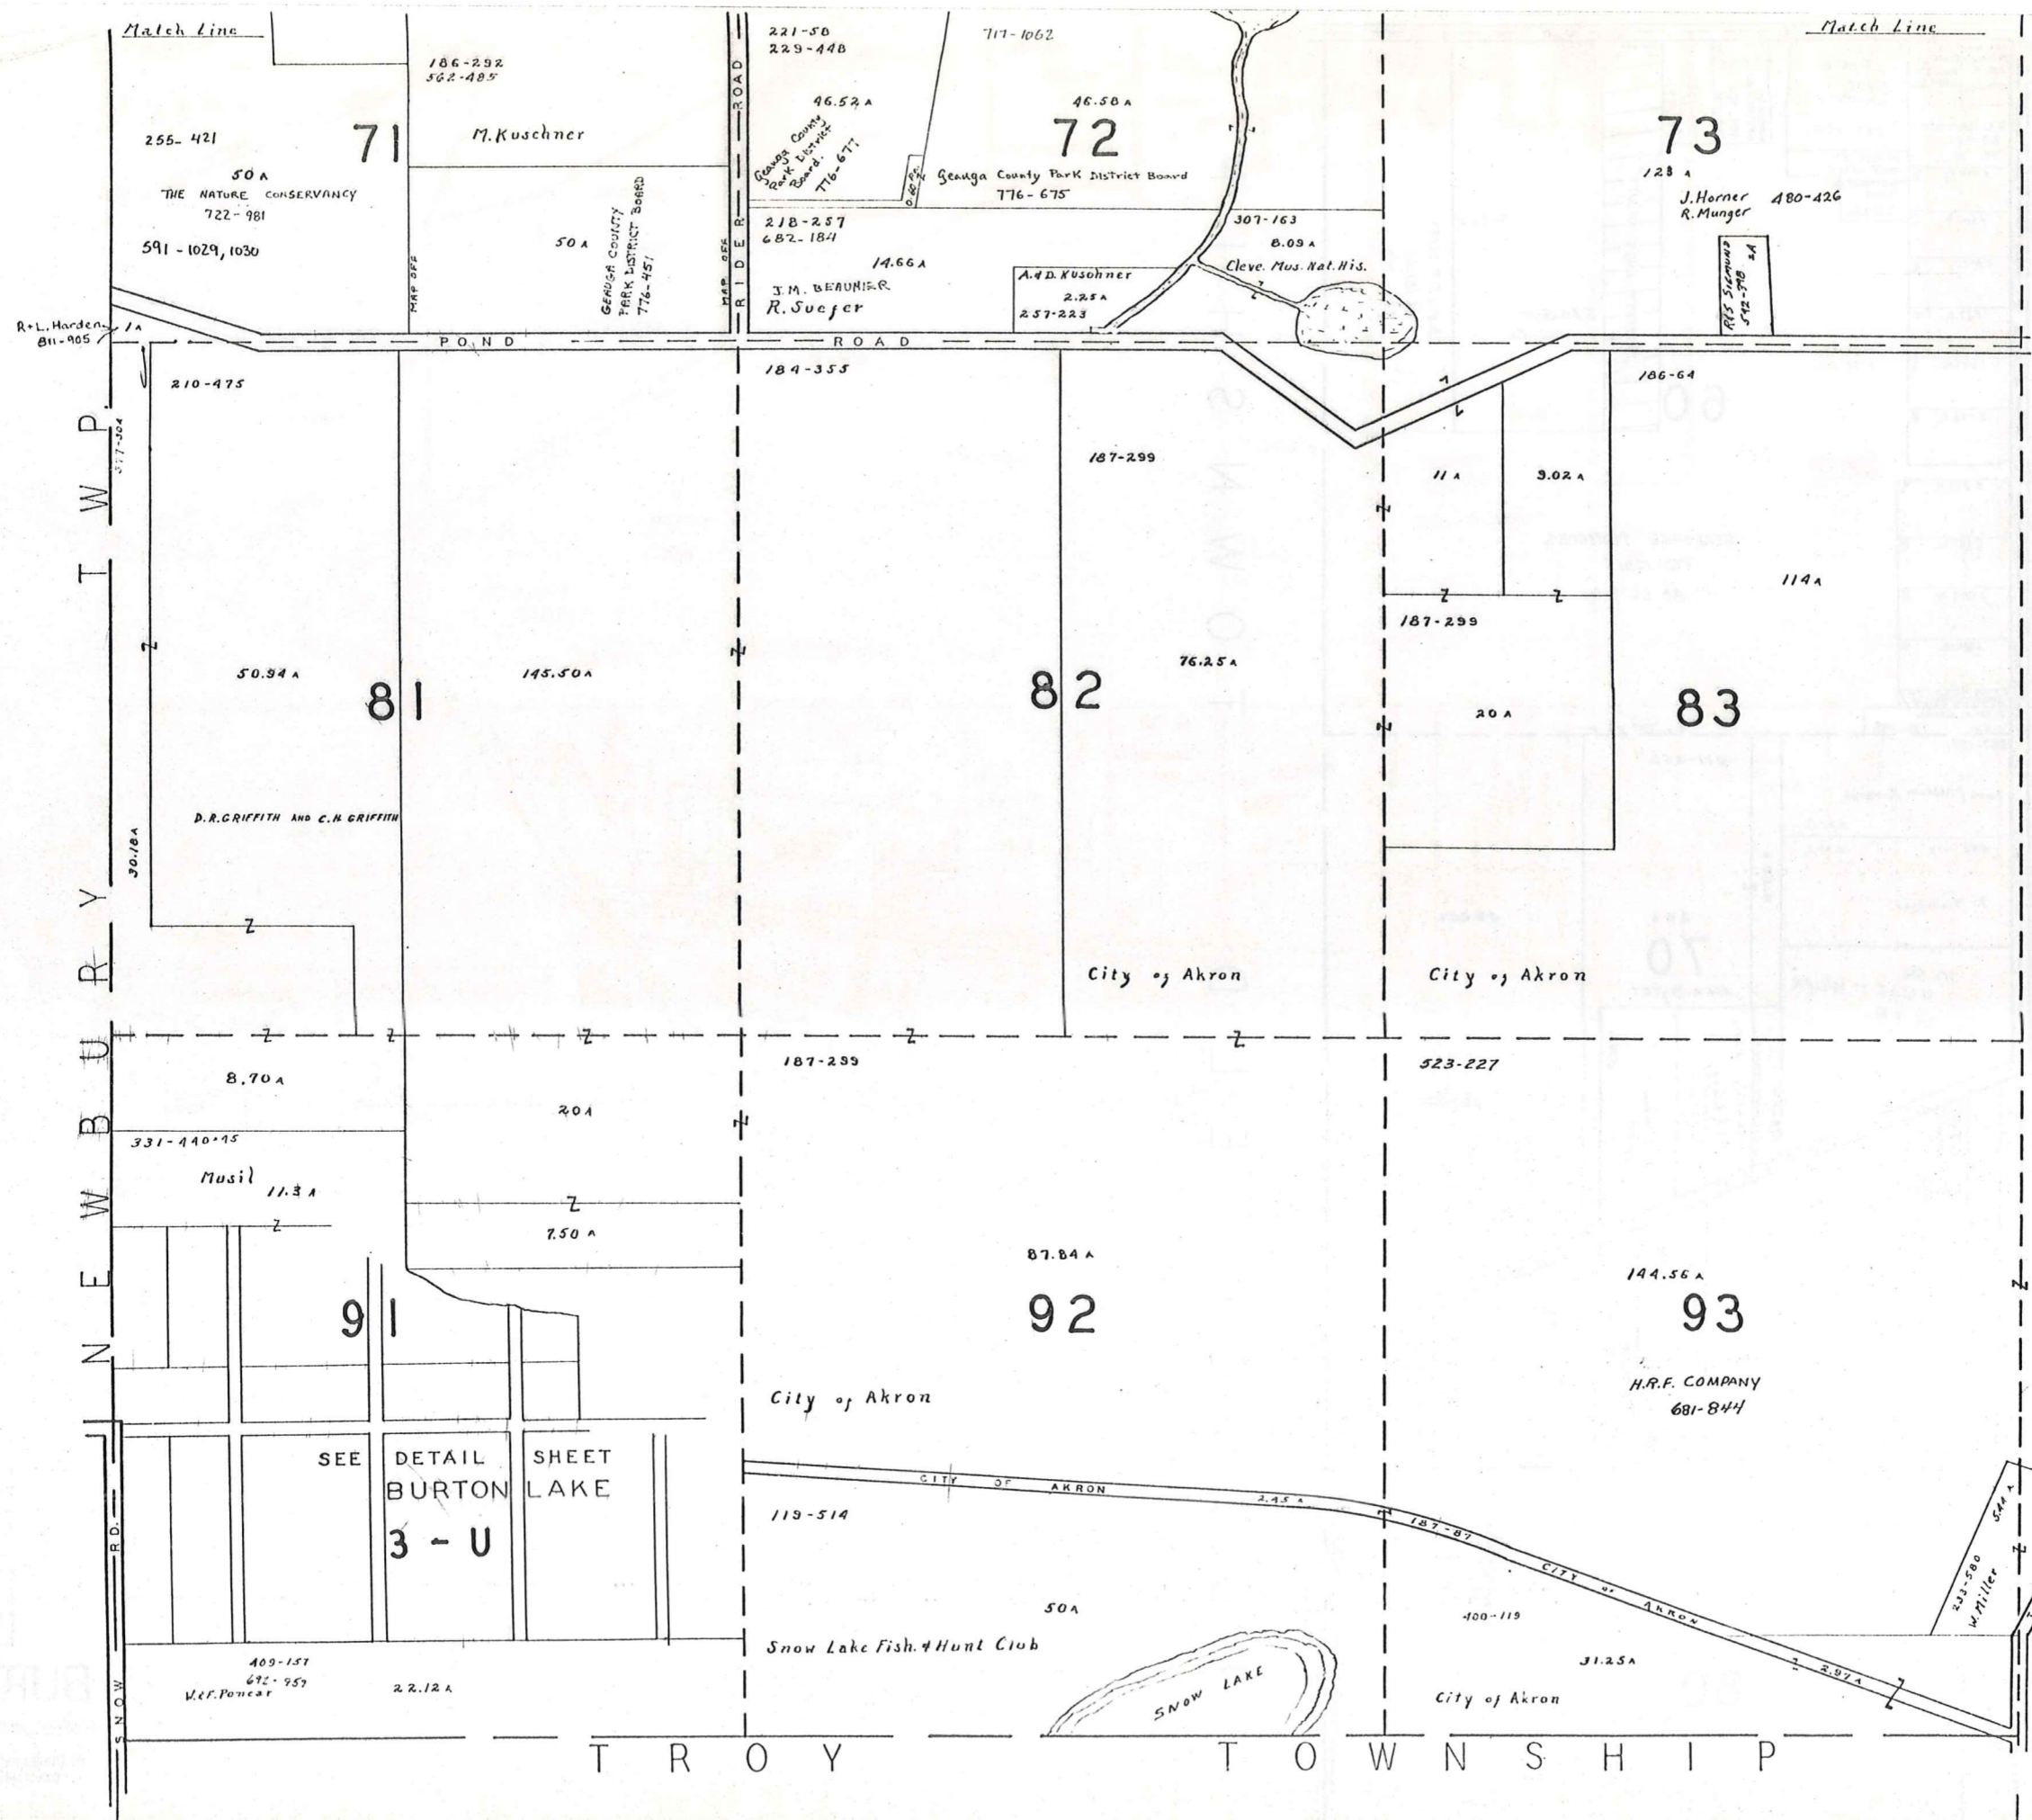 Match Line
Match Line
186-292
562-485
M. Kuschner
71
255-421
50 A
THE NATURE CONSERVANCY
722-981
591-1029, 1030
50 A
GEAUGA COUNTY
PARK DISTRICT BOARD
776-451
MAP OFF
MAP OFF
RIDER ROAD
221-50
229-448
46.52 A
Geauga County
Park District
Board.
776-677
717-1062
46.58 A
72
Geauga County Park District Board
776-675
218-257
682-184
14.66 A
J.M. BEAUNIER
A.&D. Kuschner
2.25 A
257-223
307-163
8.09 A
Cleve. Mus. Nat. His.
73
128 A
J. Horner 480-426
R. Munger
2A
R+L. Harden
811-905
1A
POND ROAD
210-475
184-355
187-299
186-64
11 A
9.02 A
114 A
187-299
20 A
50.94 A
81
145.50 A
82
76.25 A
83
D.R. GRIFFITH AND C.H. GRIFFITH
30.18 A
City of Akron
City of Akron
NEWBURY TWP.
8.70 A
20 A
187-299
523-227
331-440+45
Musil
11.3 A
7.50 A
87.84 A
144.56 A
91
92
93
H.R.F. COMPANY
681-844
City of Akron
SEE DETAIL SHEET
BURTON LAKE
3 - U
CITY OF AKRON
2.45 A
187-87
CITY OF AKRON
2.97 A
119-514
50 A
Snow Lake Fish. & Hunt Club
SNOW LAKE
400-119
31.25 A
City of Akron
233-580
W. Miller
5.44 A
409-157
692-959
W.&F. Poncar
22.12 A
SNOW RD.
TROY TOWNSHIP